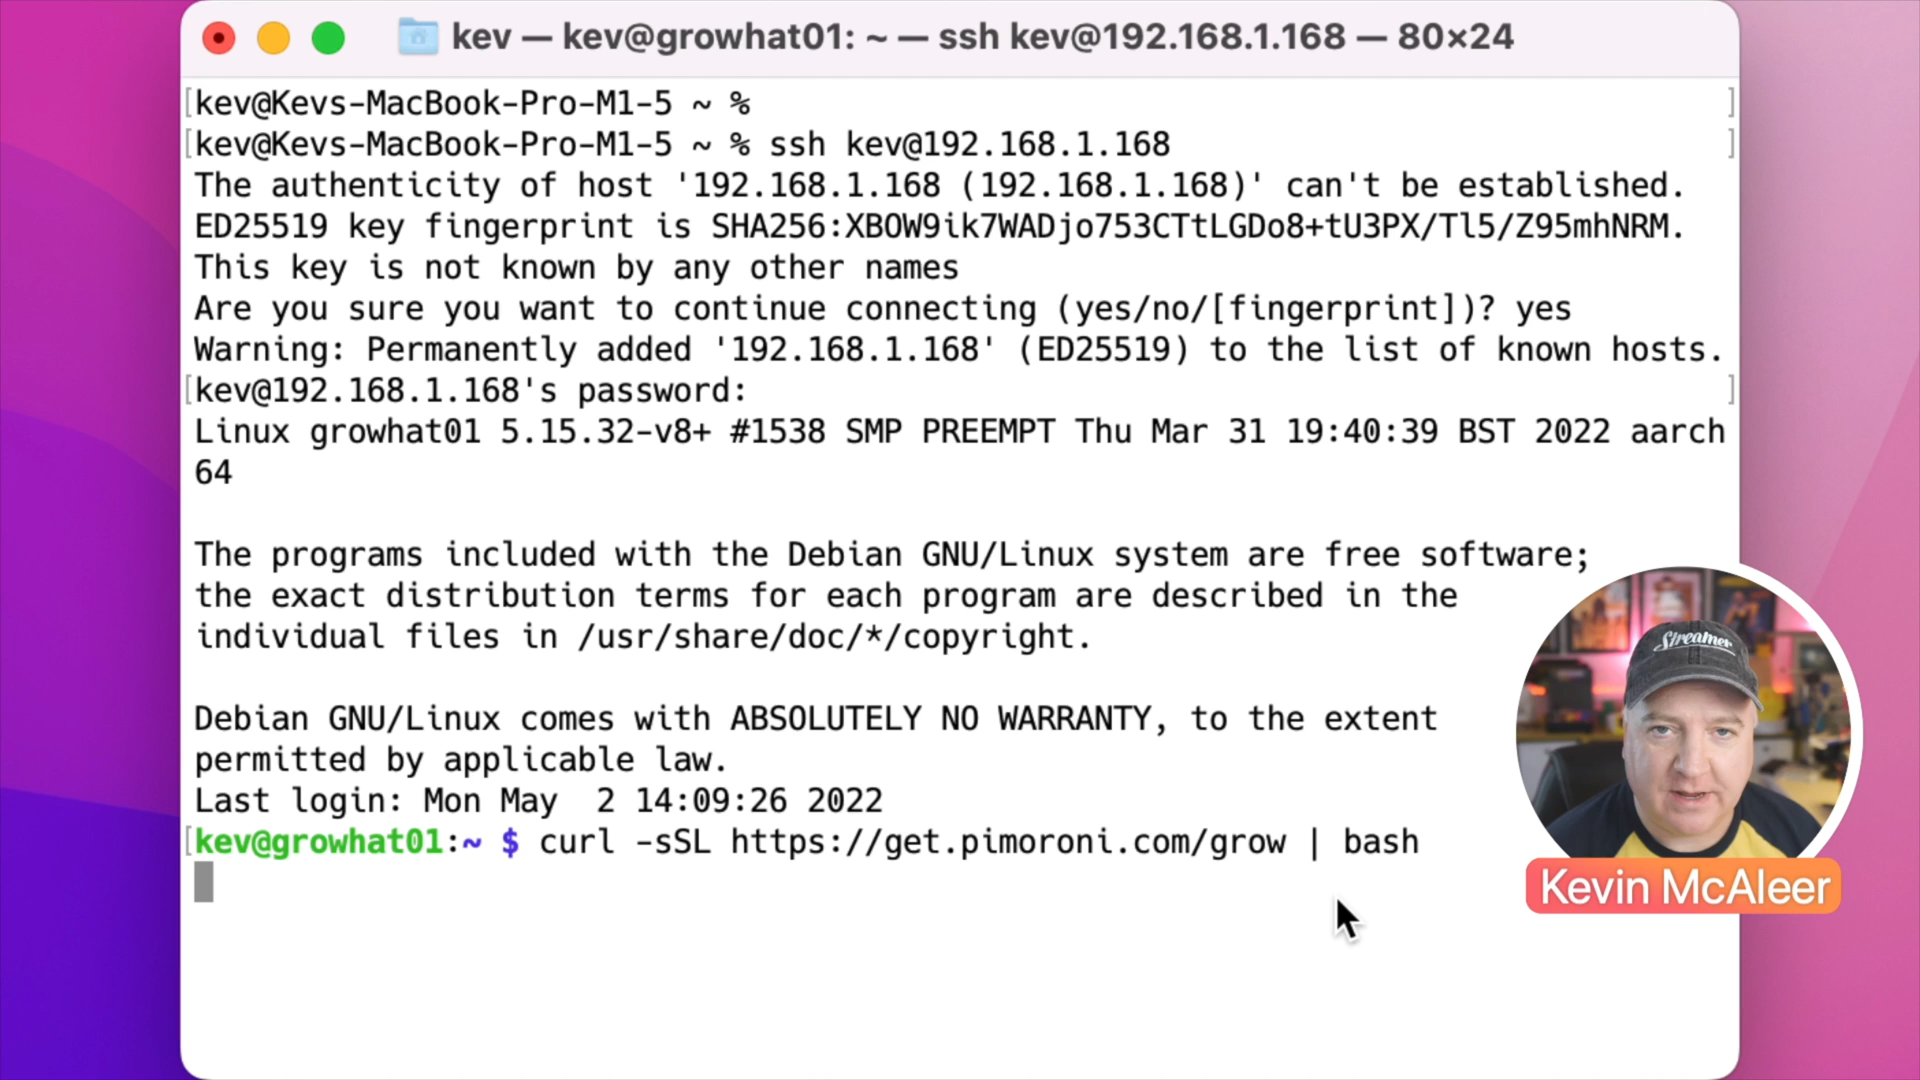 kev — kev@growhat01: ~ — ssh kev@192.168.1.168 — 80×24
[kev@Kevs-MacBook-Pro-M1-5 ~ % ]
[kev@Kevs-MacBook-Pro-M1-5 ~ % ssh kev@192.168.1.168 ]
The authenticity of host '192.168.1.168 (192.168.1.168)' can't be established.
ED25519 key fingerprint is SHA256:XBOW9ik7WADjo753CTtLGDo8+tU3PX/Tl5/Z95mhNRM.
This key is not known by any other names
Are you sure you want to continue connecting (yes/no/[fingerprint])? yes
Warning: Permanently added '192.168.1.168' (ED25519) to the list of known hosts.
[kev@192.168.1.168's password: ]
Linux growhat01 5.15.32-v8+ #1538 SMP PREEMPT Thu Mar 31 19:40:39 BST 2022 aarch
64
The programs included with the Debian GNU/Linux system are free software;
the exact distribution terms for each program are described in the
individual files in /usr/share/doc/*/copyright.
Debian GNU/Linux comes with ABSOLUTELY NO WARRANTY, to the extent
permitted by applicable law.
Last login: Mon May  2 14:09:26 2022
[kev@growhat01:~ $ curl -sSL https://get.pimoroni.com/grow | bash
Streamer
Kevin McAleer